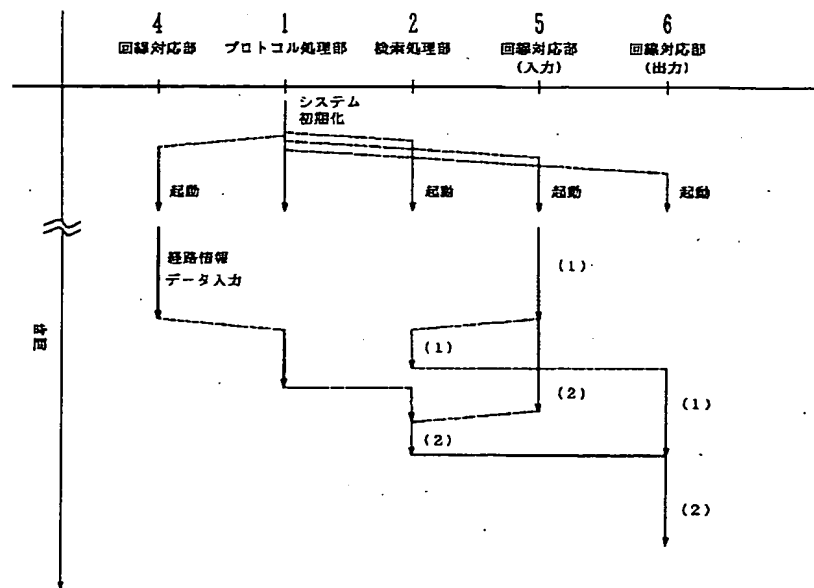 4 1 2 5 6
回線対応部 プロトコル処理部 検索処理部 回線対応部 回線対応部
(入力) (出力)
システム
初期化
起動 起動 起動 起動
経路情報
データ入力
(1)
時間
(1)
(2)
(1)
(2)
(2)